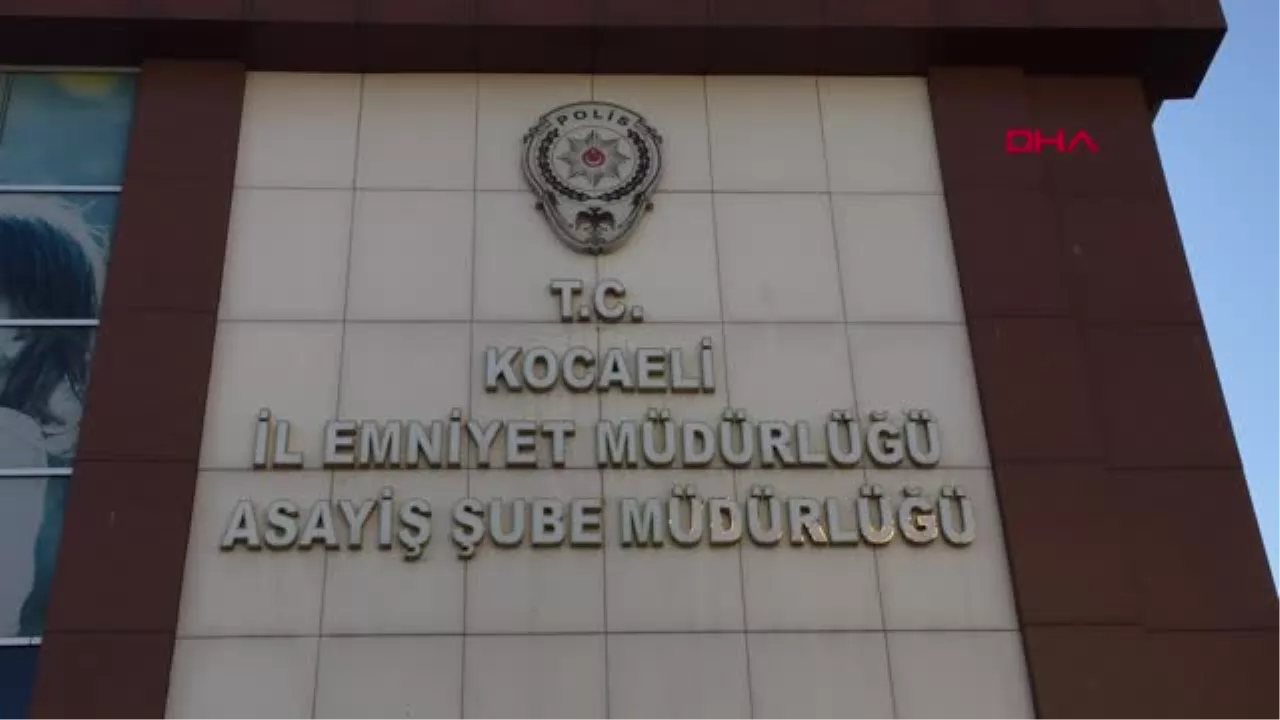 POLİS
DHA
T.C.
KOCAELİ
İL EMNİYET MÜDÜRLÜĞÜ
ASAYİŞ ŞUBE MÜDÜRLÜĞÜ